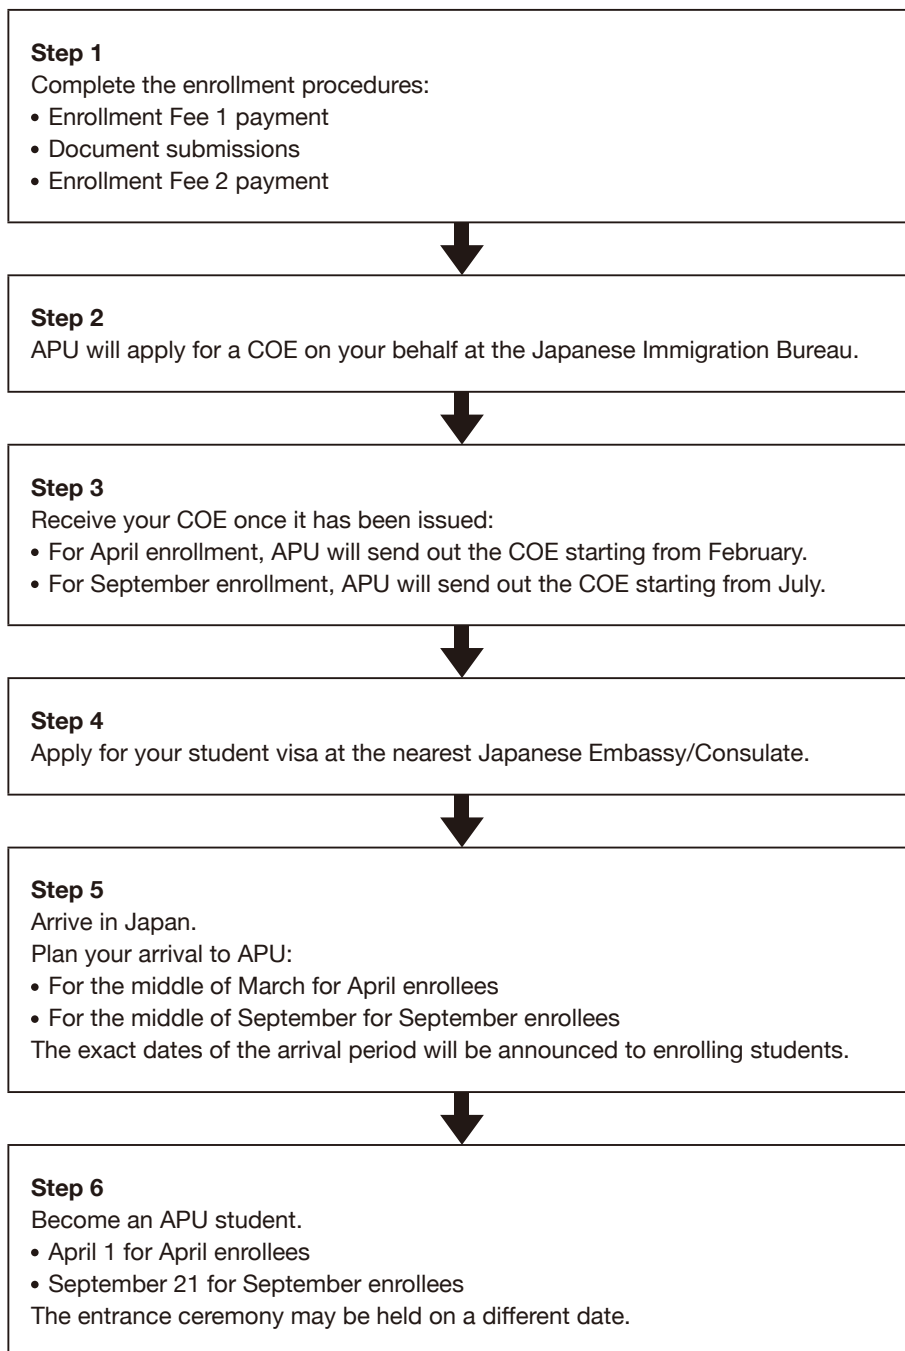 Step 1
Complete the enrollment procedures:
• Enrollment Fee 1 payment
• Document submissions
• Enrollment Fee 2 payment
Step 2
APU will apply for a COE on your behalf at the Japanese Immigration Bureau.
Step 3
Receive your COE once it has been issued:
• For April enrollment, APU will send out the COE starting from February.
• For September enrollment, APU will send out the COE starting from July.
Step 4
Apply for your student visa at the nearest Japanese Embassy/Consulate.
Step 5
Arrive in Japan.
Plan your arrival to APU:
• For the middle of March for April enrollees
• For the middle of September for September enrollees
The exact dates of the arrival period will be announced to enrolling students.
Step 6
Become an APU student.
• April 1 for April enrollees
• September 21 for September enrollees
The entrance ceremony may be held on a different date.